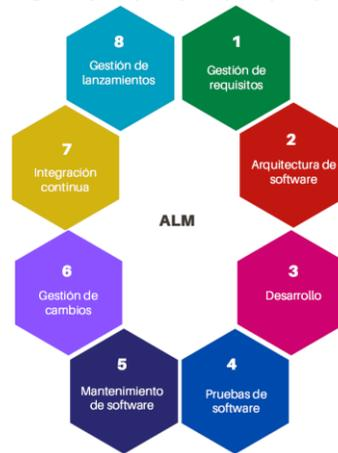 8
Gestión de
lanzamientos
1
Gestión de
requisitos
7
Integración
continua
2
Arquitectura de
software
ALM
6
Gestión de
cambios
3
Desarrollo
5
Mantenimiento
de software
4
Pruebas de
software